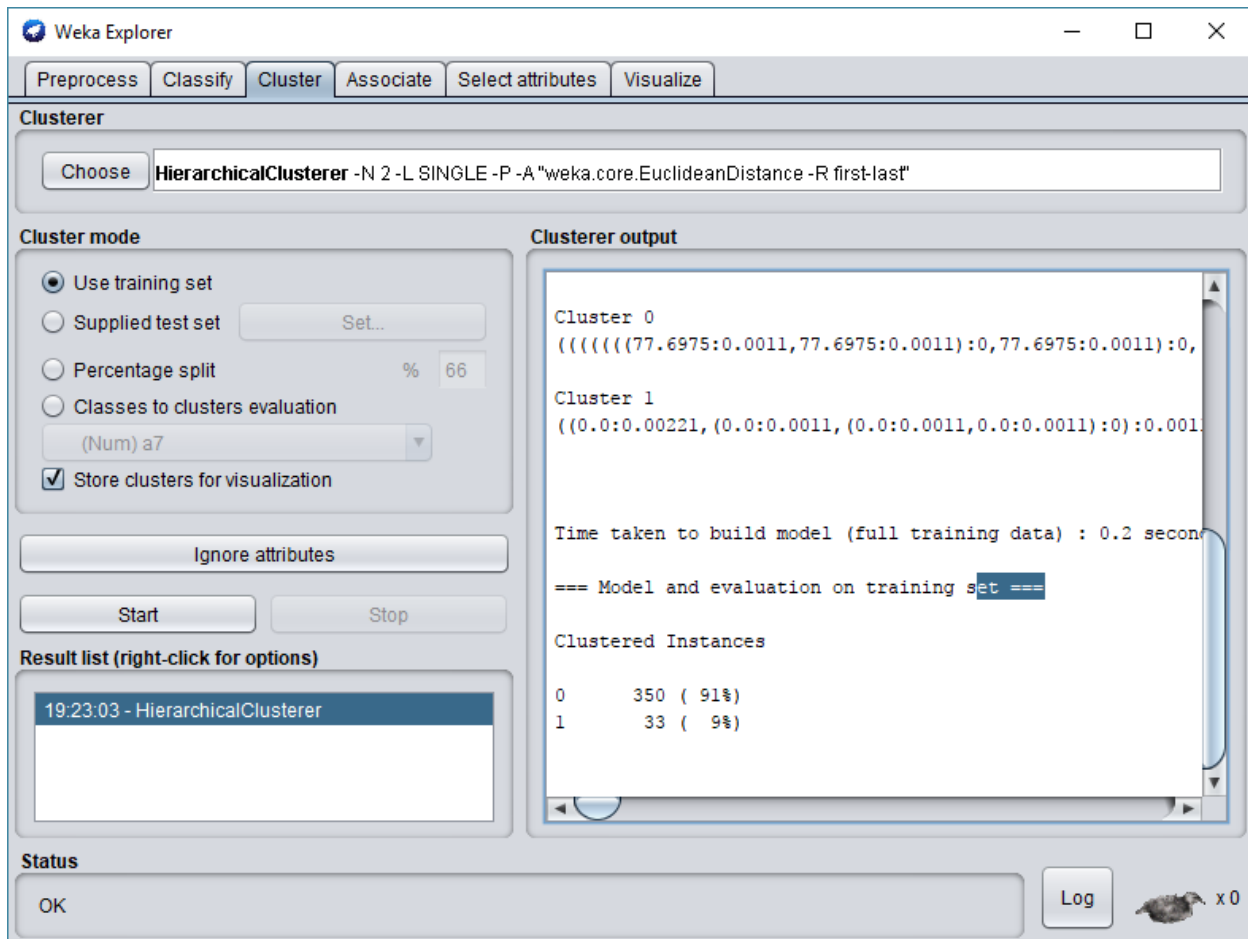 Weka Explorer
Preprocess Classify Cluster Associate Select attributes Visualize
Clusterer
Choose HierarchicalClusterer -N 2 -L SINGLE -P -A "weka.core.EuclideanDistance -R first-last"
Cluster mode
Use training set
Supplied test set Set...
Percentage split % 66
Classes to clusters evaluation
(Num) a7
Store clusters for visualization
Ignore attributes
Start Stop
Result list (right-click for options)
19:23:03 - HierarchicalClusterer
Clusterer output
Cluster 0
(((((((77.6975:0.0011,77.6975:0.0011):0,77.6975:0.0011):0,
Cluster 1
((0.0:0.00221,(0.0:0.0011,(0.0:0.0011,0.0:0.0011):0):0.001
Time taken to build model (full training data) : 0.2 secon
=== Model and evaluation on training set ===
Clustered Instances
0 350 ( 91%)
1 33 ( 9%)
Status
OK
Log x 0